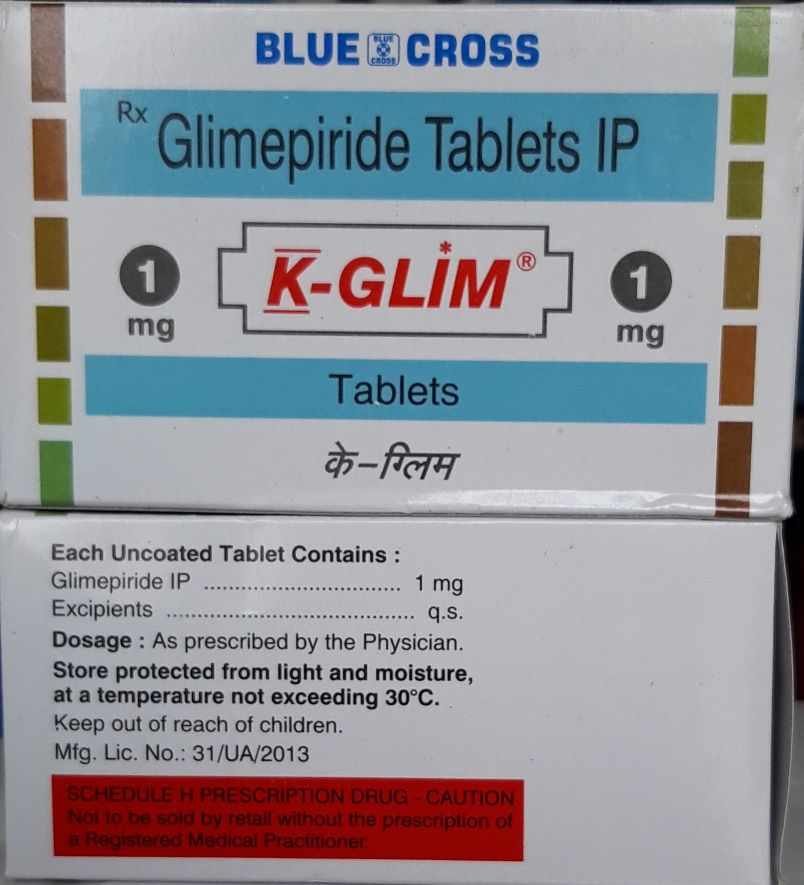 BLUE BLUE CROSS CROSS
Rx Glimepiride Tablets IP
1 mg K-GLiM* ® 1 mg
Tablets
के-ग्लिम
Each Uncoated Tablet Contains :
Glimepiride IP .................................. 1 mg
Excipients ........................................... q.s.
Dosage : As prescribed by the Physician.
Store protected from light and moisture,
at a temperature not exceeding 30°C.
Keep out of reach of children.
Mfg. Lic. No.: 31/UA/2013
SCHEDULE H PRESCRIPTION DRUG - CAUTION
Not to be sold by retail without the prescription of
a Registered Medical Practitioner.